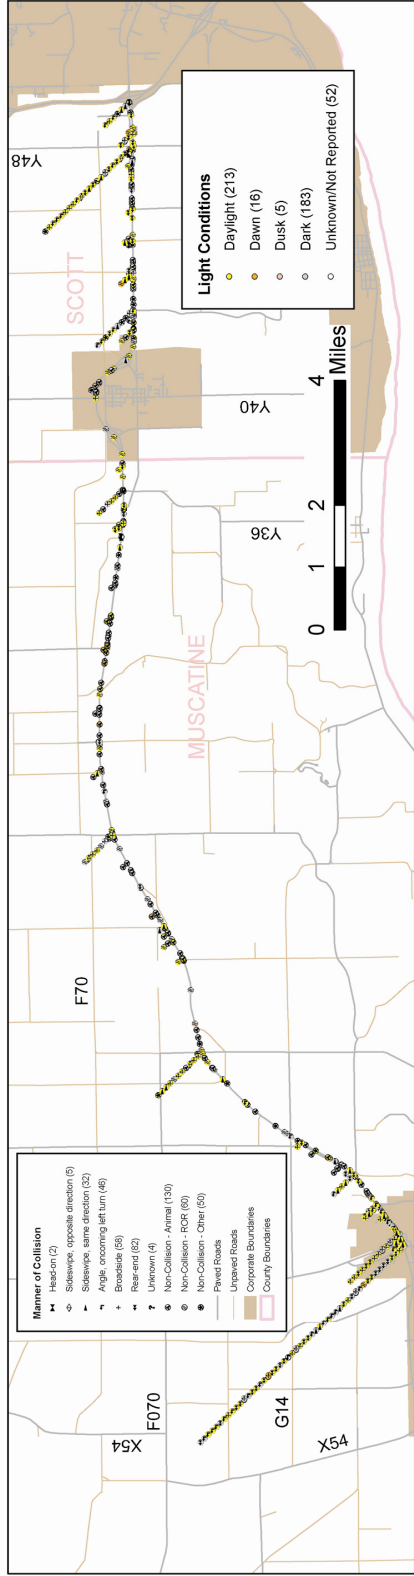 Y48
SCOTT
Light Conditions
Daylight (213)
Dawn (16)
Dusk (5)
Dark (183)
Unknown/Not Reported (52)
Y40
0 1 2 4
Miles
Y36
MUSCATINE
F70
Manner of Collision
Head-on (2)
Sideswipe, opposite direction (5)
Sideswipe, same direction (32)
Angle, oncoming left turn (46)
Broadside (58)
Rear-end (82)
Unknown (4)
Non-Collision - Animal (130)
Non-Collision - ROR (60)
Non-Collision - Other (50)
Paved Roads
Unpaved Roads
Corporate Boundaries
County Boundaries
X54
F070
G14
X54